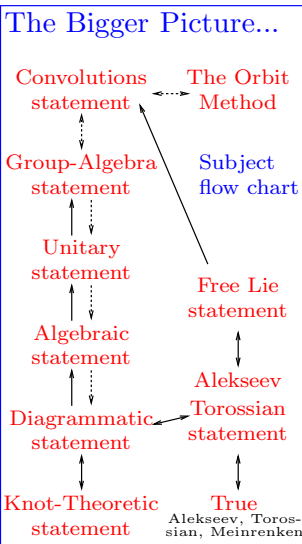 The Bigger Picture...
Convolutions
statement
The Orbit
Method
Group-Algebra
statement
Subject
flow chart
Unitary
statement
Free Lie
statement
Algebraic
statement
Alekseev
Torossian
statement
Diagrammatic
statement
Knot-Theoretic
statement
True
Alekseev, Toros-
sian, Meinrenken